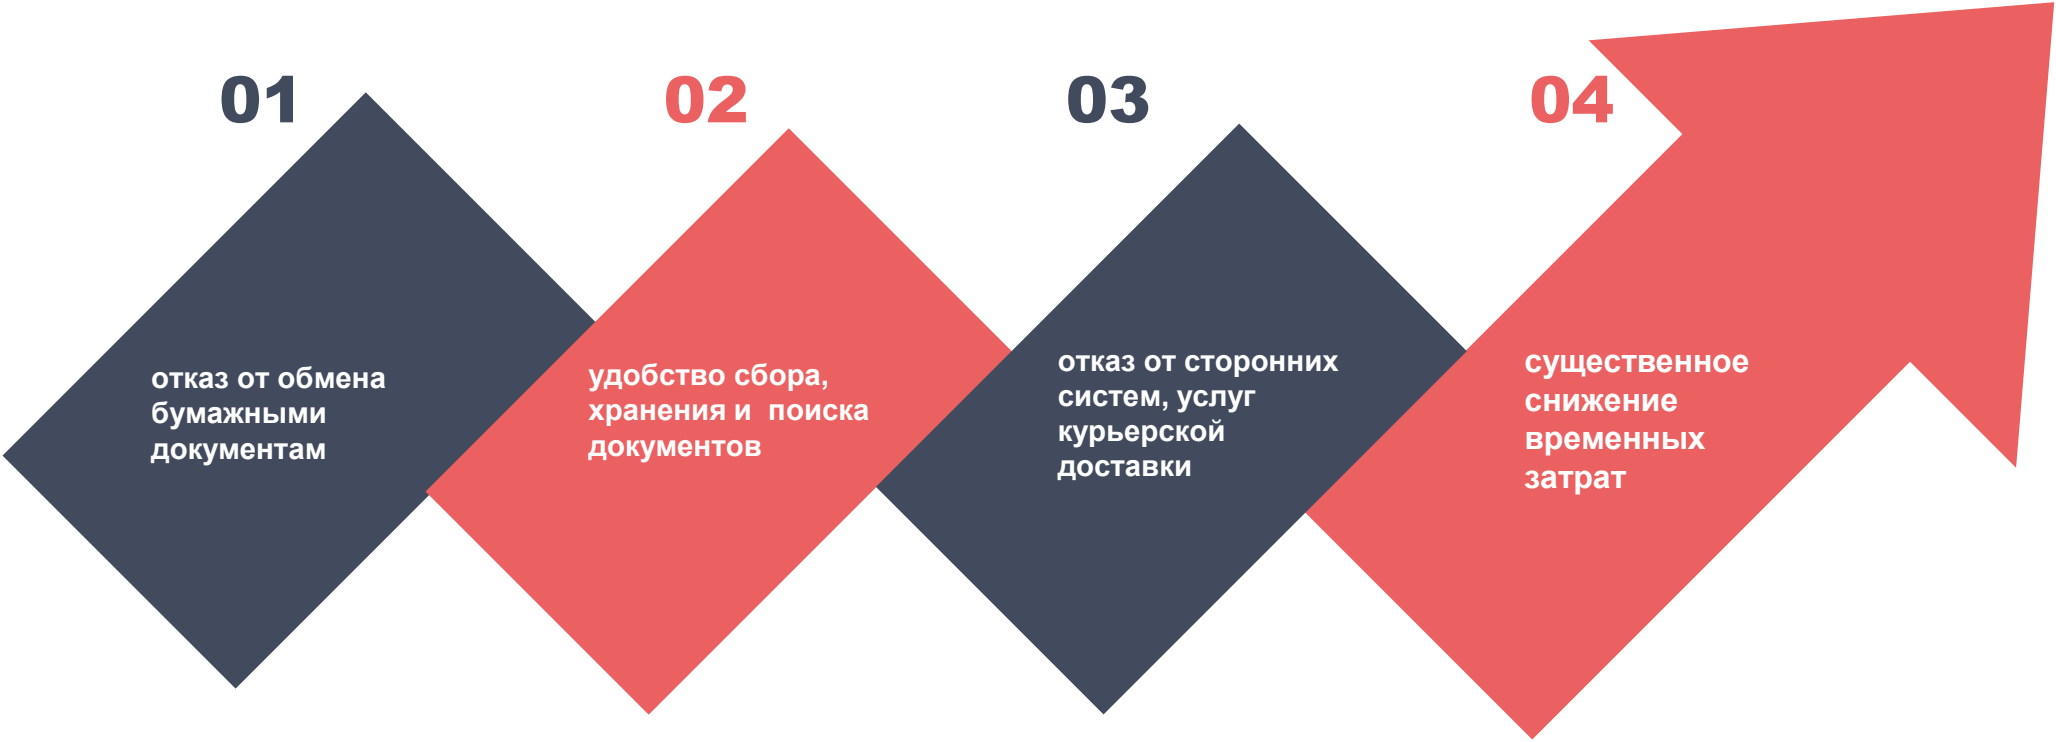 01
отказ от обмена
бумажными
документам
02
удобство сбора,
хранения и  поиска
документов
03
отказ от сторонних
систем, услуг
курьерской
доставки
04
существенное
снижение
временных
затрат